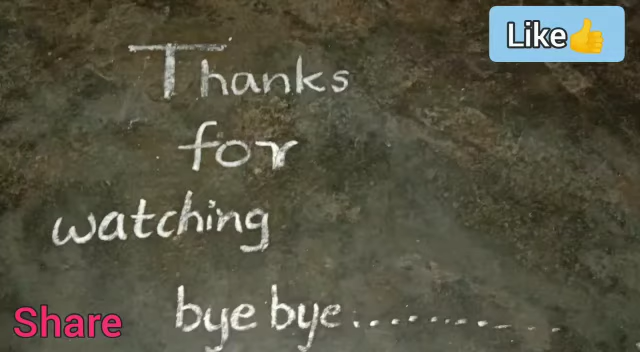 Like👍
Thanks
for
watching
bye bye...........
Share